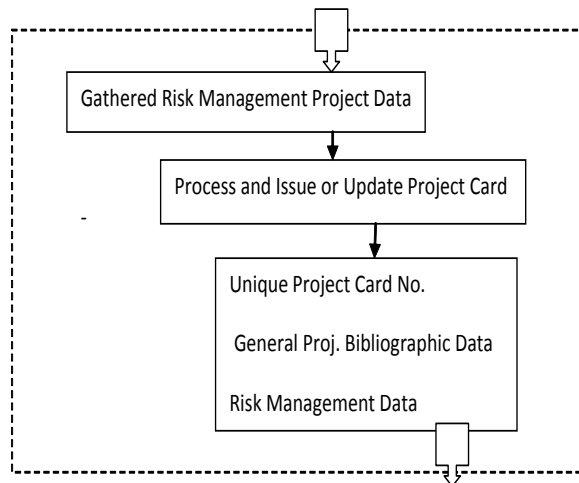 Gathered Risk Management Project Data
Process and Issue or Update Project Card
-
Unique Project Card No.
General Proj. Bibliographic Data
Risk Management Data